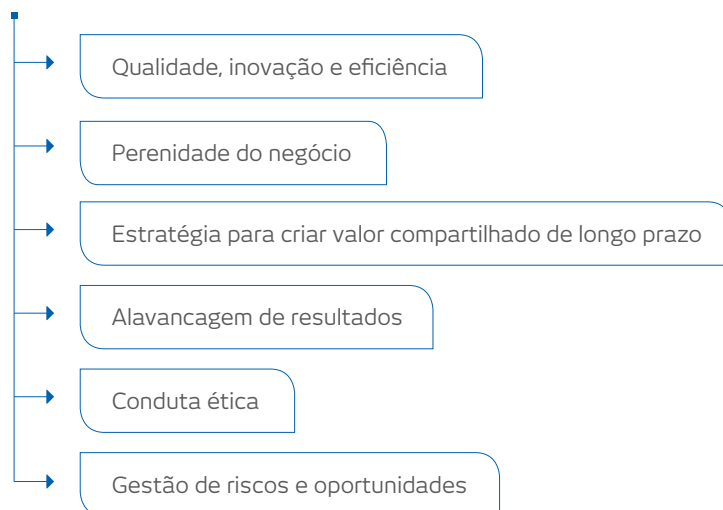 Qualidade, inovação e eficiência
Perenidade do negócio
Estratégia para criar valor compartilhado de longo prazo
Alavancagem de resultados
Conduta ética
Gestão de riscos e oportunidades